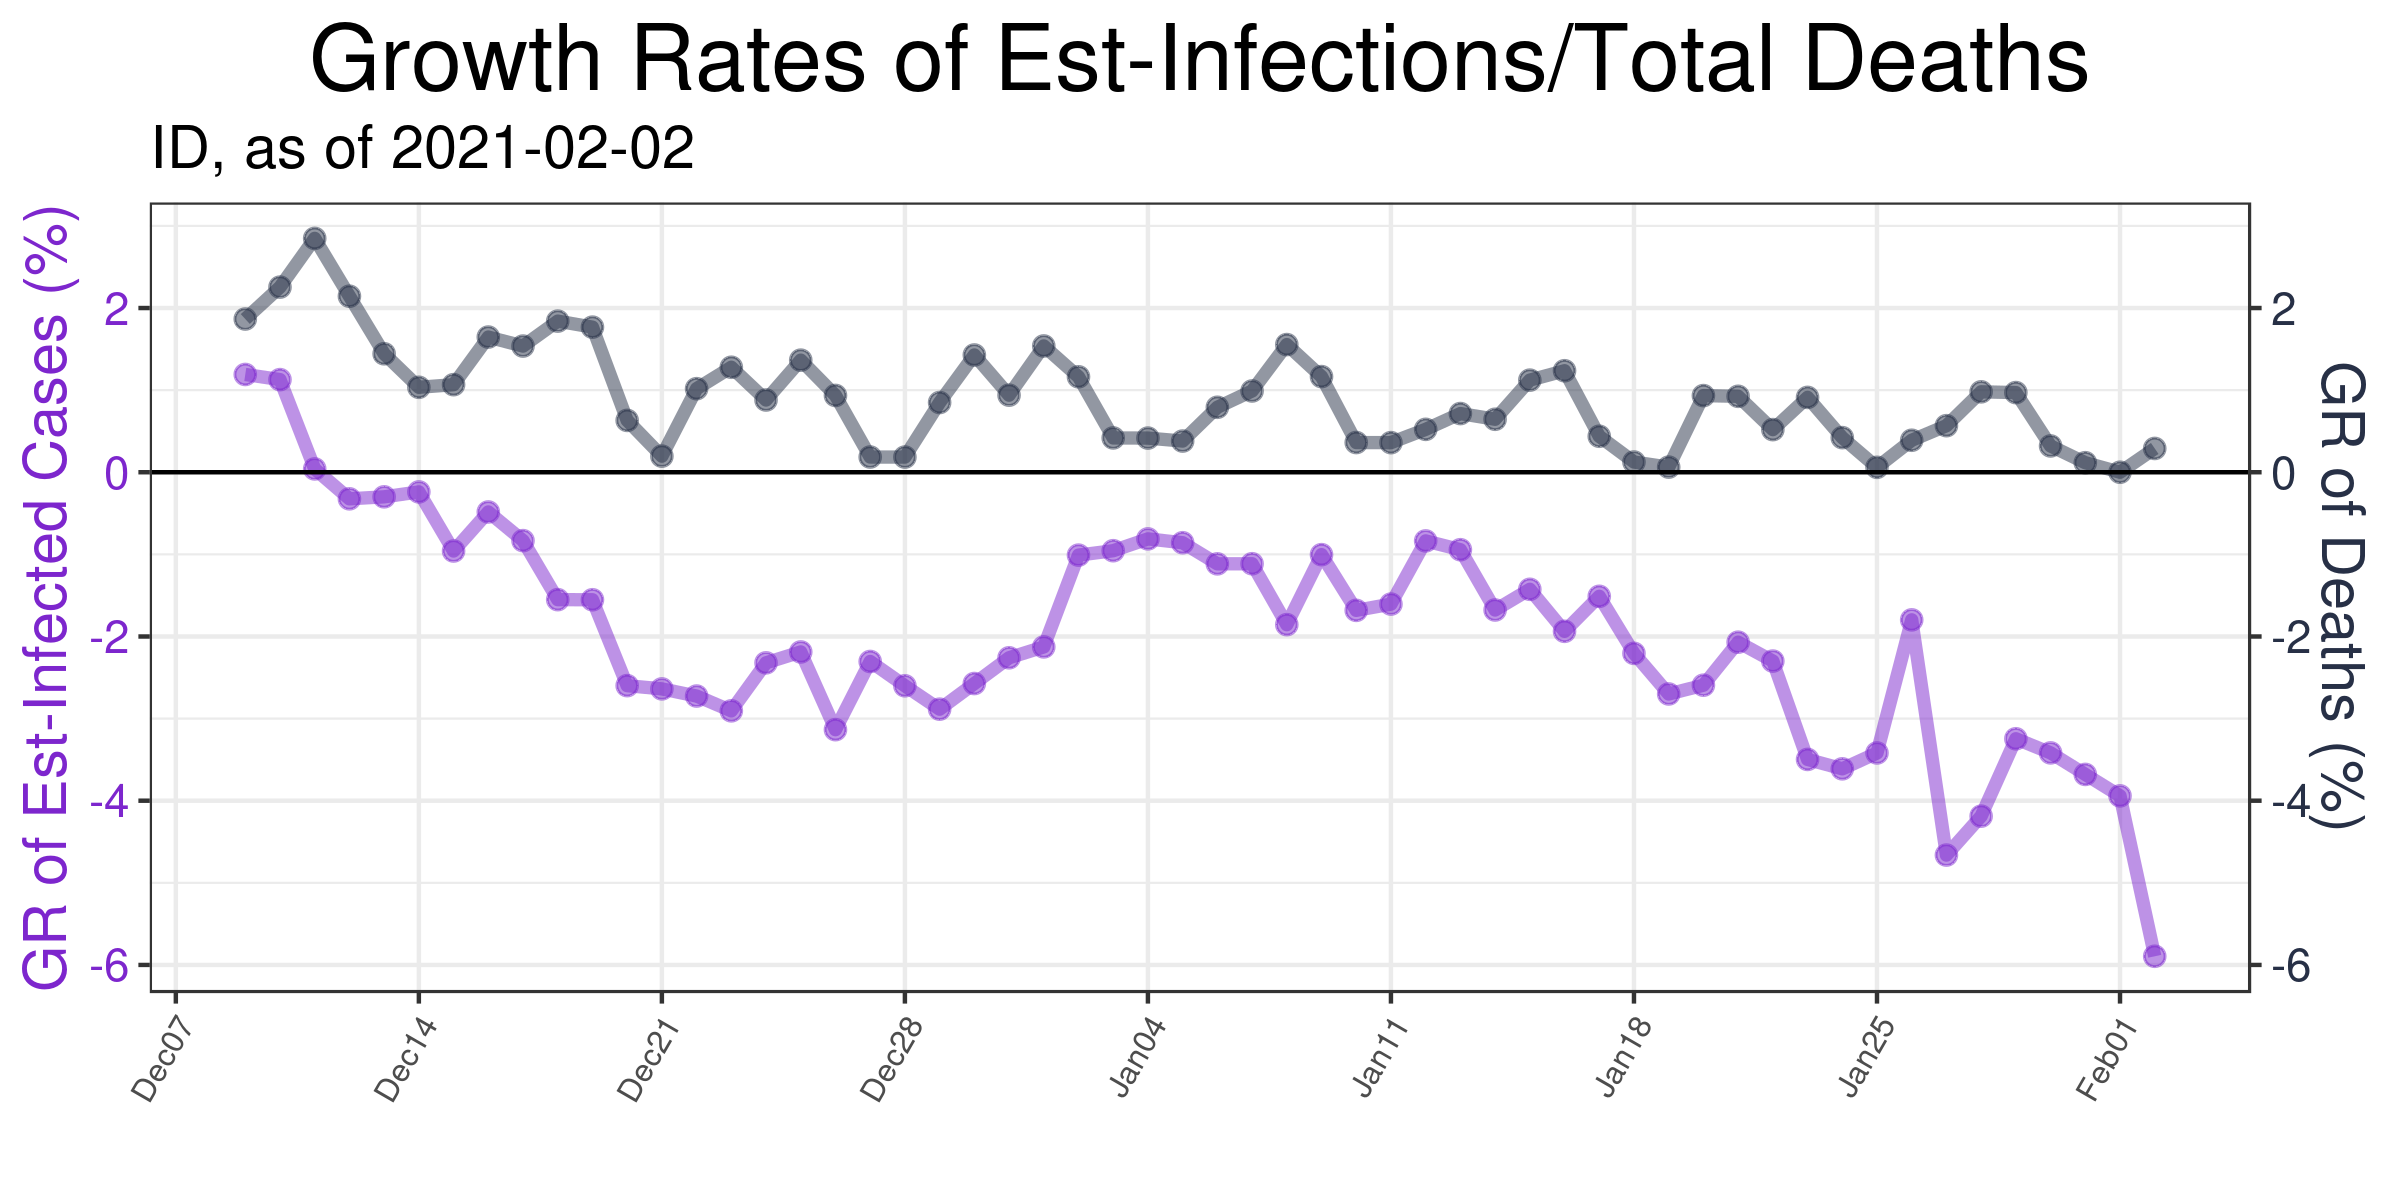 Growth Rates of Est-Infections/Total Deaths
ID, as of 2021-02-02
GR of Est-Infected Cases (%)
2
0
-2
-4
-6
2
0
-2
-4
-6
GR of Deaths (%)
Dec07
Dec14
Dec21
Dec28
Jan04
Jan11
Jan18
Jan25
Feb01